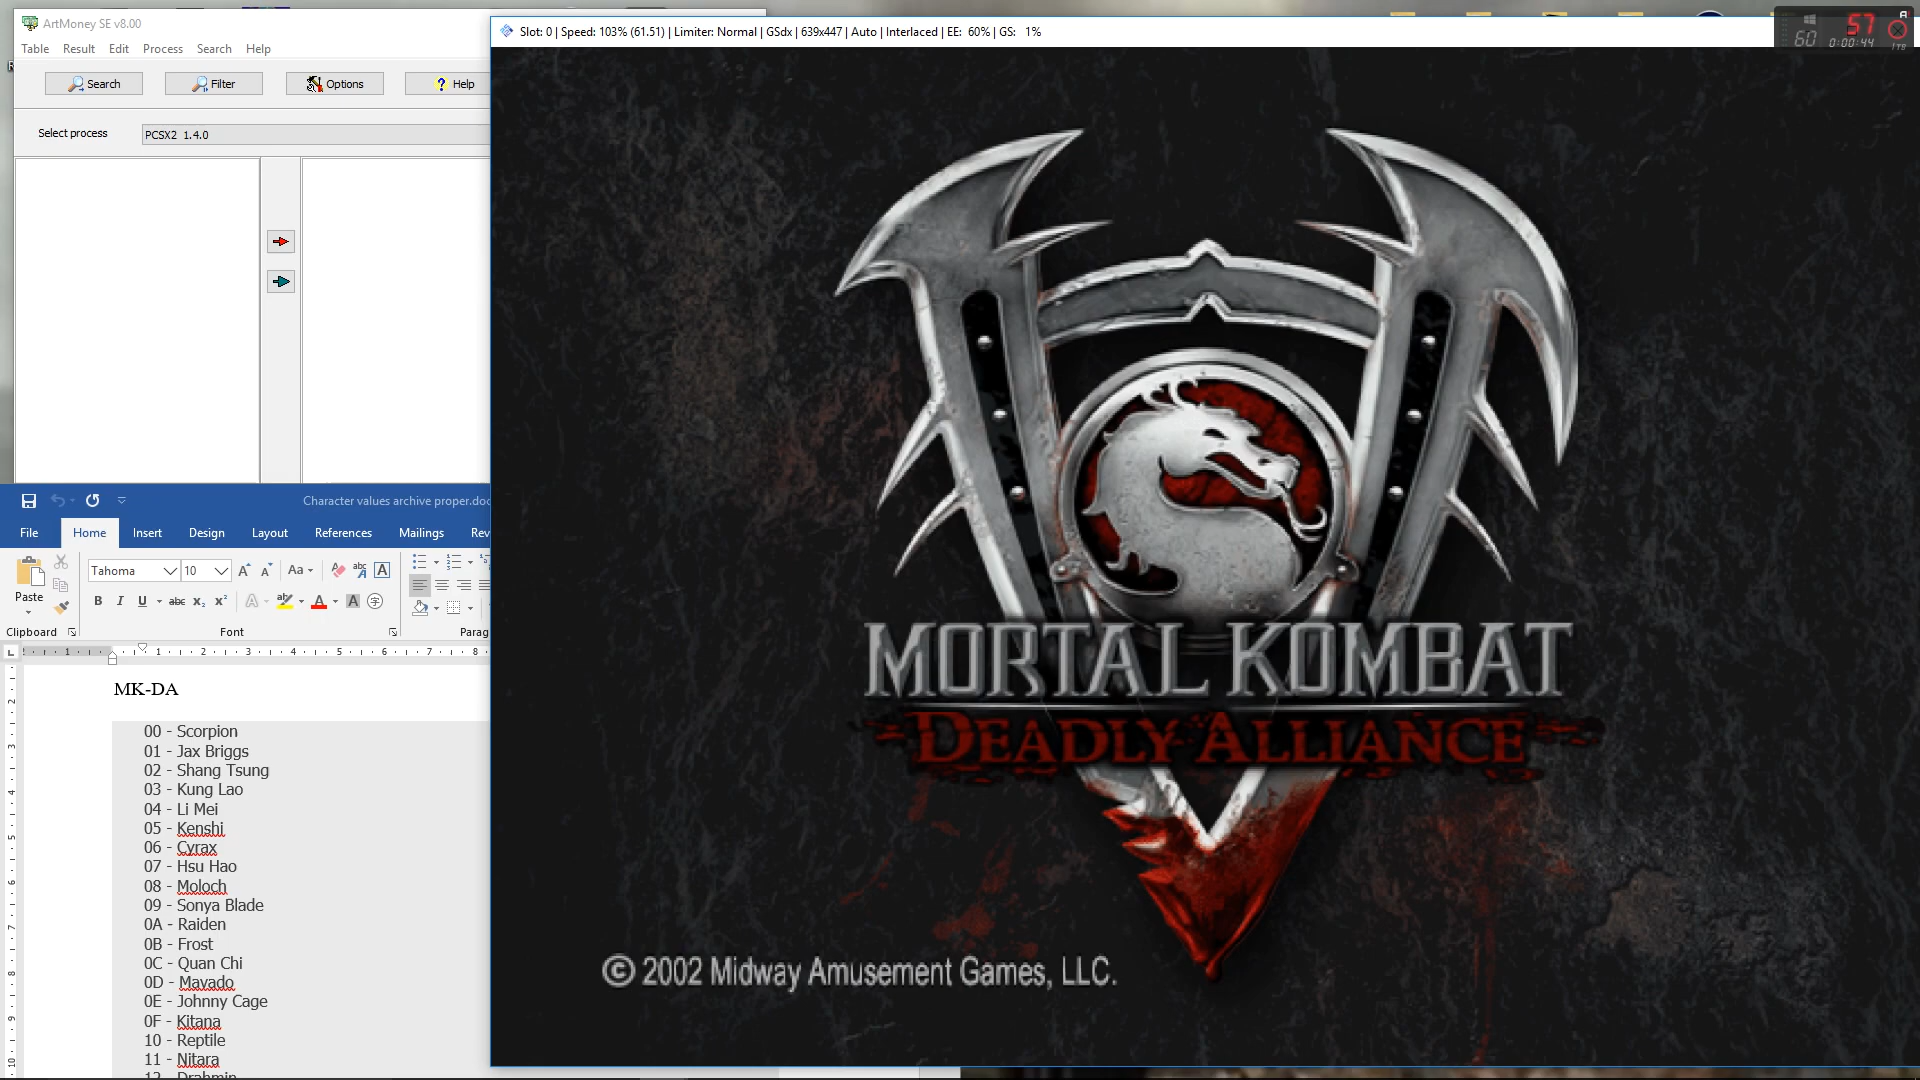 ArtMoney SE v8.00
Table Result Edit Process Search Help
Search Filter Options Help
Select process PCSX2 1.4.0
Slot: 0 | Speed: 103% (61.51) | Limiter: Normal | GSdx | 639x447 | Auto | Interlaced | EE: 60% | GS: 1%
57
60 0:00:44 1TB
MORTAL KOMBAT
DEADLY ALLIANCE
© 2002 Midway Amusement Games, LLC.
Character values archive proper.doc
File Home Insert Design Layout References Mailings Rev
Paste Tahoma 10
Clipboard Font Parag
MK-DA
00 - Scorpion
01 - Jax Briggs
02 - Shang Tsung
03 - Kung Lao
04 - Li Mei
05 - Kenshi
06 - Cyrax
07 - Hsu Hao
08 - Moloch
09 - Sonya Blade
0A - Raiden
0B - Frost
0C - Quan Chi
0D - Mavado
0E - Johnny Cage
0F - Kitana
10 - Reptile
11 - Nitara
12 - Drahmin